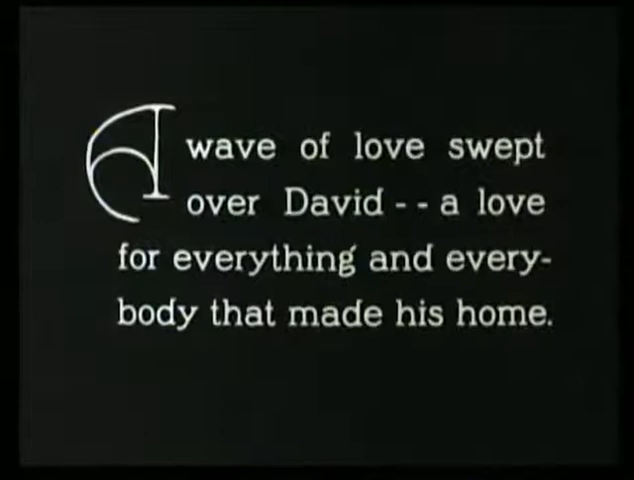 A wave of love swept
over David -- a love
for everything and every-
body that made his home.